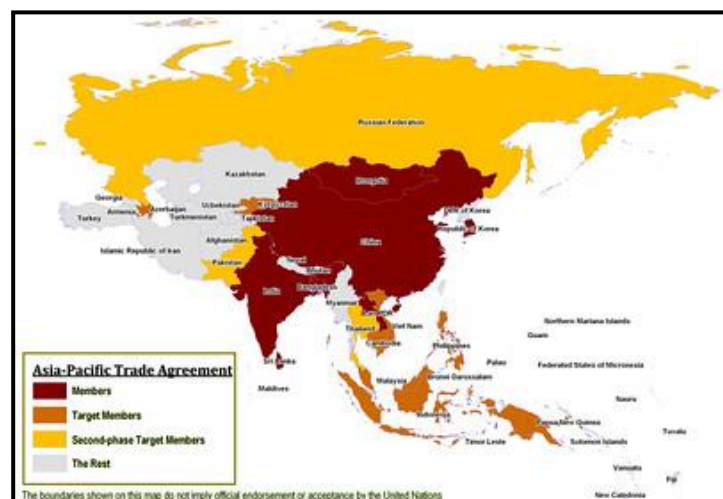 Russian Federation
Kazakhstan
Mongolia
Georgia
Uzbekistan
Kyrgyzstan
Armenia
Azerbaijan
Turkey
Turkmenistan
Tajikistan
of Korea
Republic of Korea
China
Afghanistan
Islamic Republic of Iran
Nepal
Pakistan
Bhutan
India
Bangladesh
Myanmar
Northern Mariana Islands
Viet Nam
Thailand
Guam
Philippines
Cambodia
Asia-Pacific Trade Agreement
Sri Lanka
Palau
Federated States of Micronesia
Malaysia
Brunei Darussalam
Members
Maldives
Nauru
Target Members
Indonesia
Papua New Guinea
Tuvalu
Second-phase Target Members
Timor Leste
Solomon Islands
The Rest
Vanuatu
Fiji
The boundaries shown on this map do not imply official endorsement or acceptance by the United Nations
New Caledonia